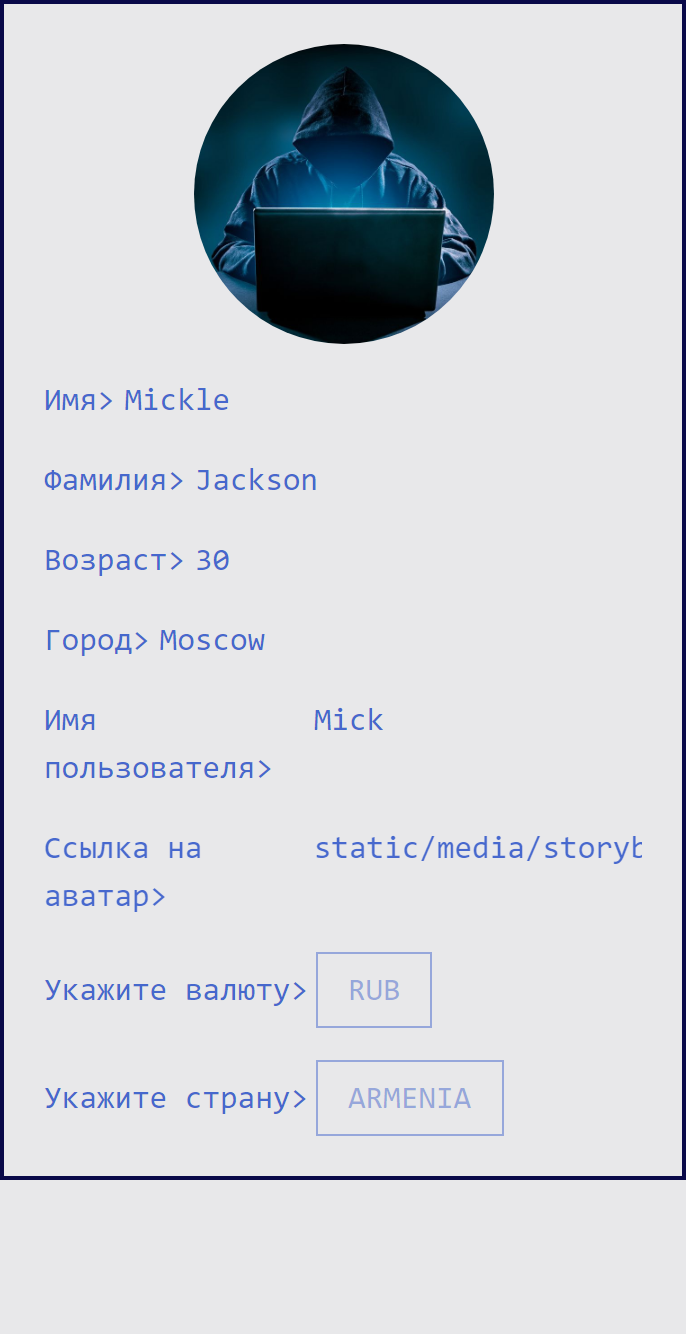 Имя> Mickle
Фамилия> Jackson
Возраст> 30
Город> Moscow
Имя Mick
пользователя>
Ссылка на static/media/storyb
аватар>
Укажите валюту> RUB
Укажите страну> ARMENIA